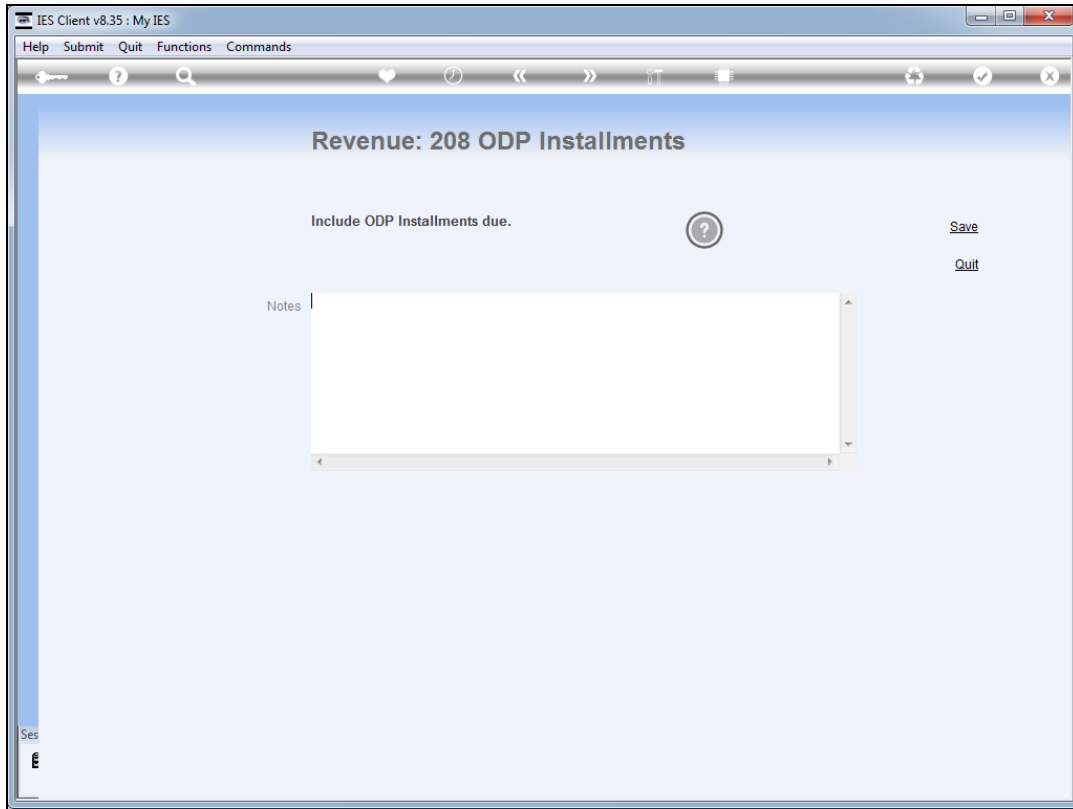 IES Client v8.35 : My IES
Help Submit Quit Functions Commands
Revenue: 208 ODP Installments
Include ODP Installments due.
?
Save
Quit
Notes
Ses